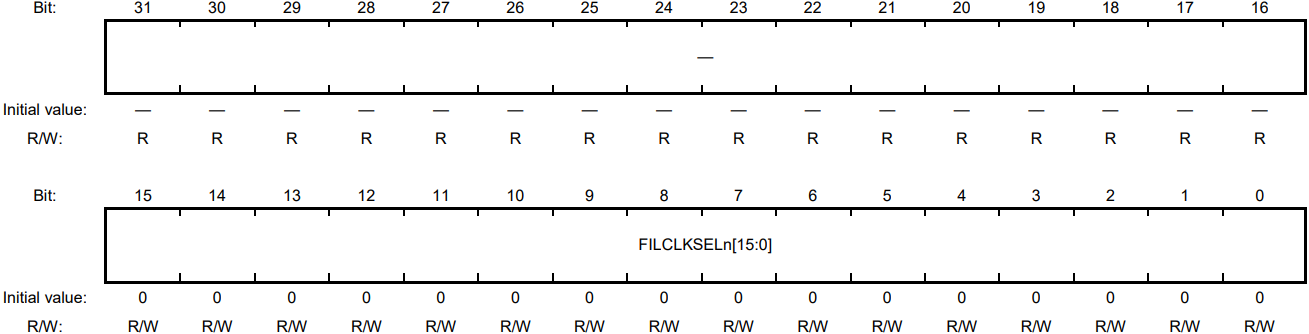 Bit: 31 30 29 28 27 26 25 24 23 22 21 20 19 18 17 16
—
Initial value: — — — — — — — — — — — — — — — —
R/W: R R R R R R R R R R R R R R R R
Bit: 15 14 13 12 11 10 9 8 7 6 5 4 3 2 1 0
FILCLKSELn[15:0]
Initial value: 0 0 0 0 0 0 0 0 0 0 0 0 0 0 0 0
R/W: R/W R/W R/W R/W R/W R/W R/W R/W R/W R/W R/W R/W R/W R/W R/W R/W